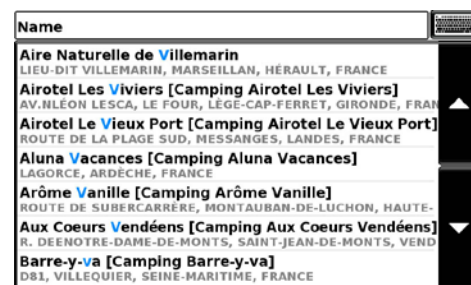 Name
Aire Naturelle de Villemarin
LIEU-DIT VILLEMARIN, MARSEILLAN, HÉRAULT, FRANCE
Airotel Les Viviers [Camping Airotel Les Viviers]
AV.NLÉON LESCA, LE FOUR, LÈGE-CAP-FERRET, GIRONDE, FRAN
Airotel Le Vieux Port [Camping Airotel Le Vieux Port]
ROUTE DE LA PLAGE SUD, MESSANGES, LANDES, FRANCE
Aluna Vacances [Camping Aluna Vacances]
LAGORCE, ARDÈCHE, FRANCE
Arôme Vanille [Camping Arôme Vanille]
ROUTE DE SUBERCARRÈRE, MONTAUBAN-DE-LUCHON, HAUTE-
Aux Coeurs Vendéens [Camping Aux Coeurs Vendéens]
R. DEENOTRE-DAME-DE-MONTS, SAINT-JEAN-DE-MONTS, VEND
Barre-y-va [Camping Barre-y-va]
D81, VILLEQUIER, SEINE-MARITIME, FRANCE